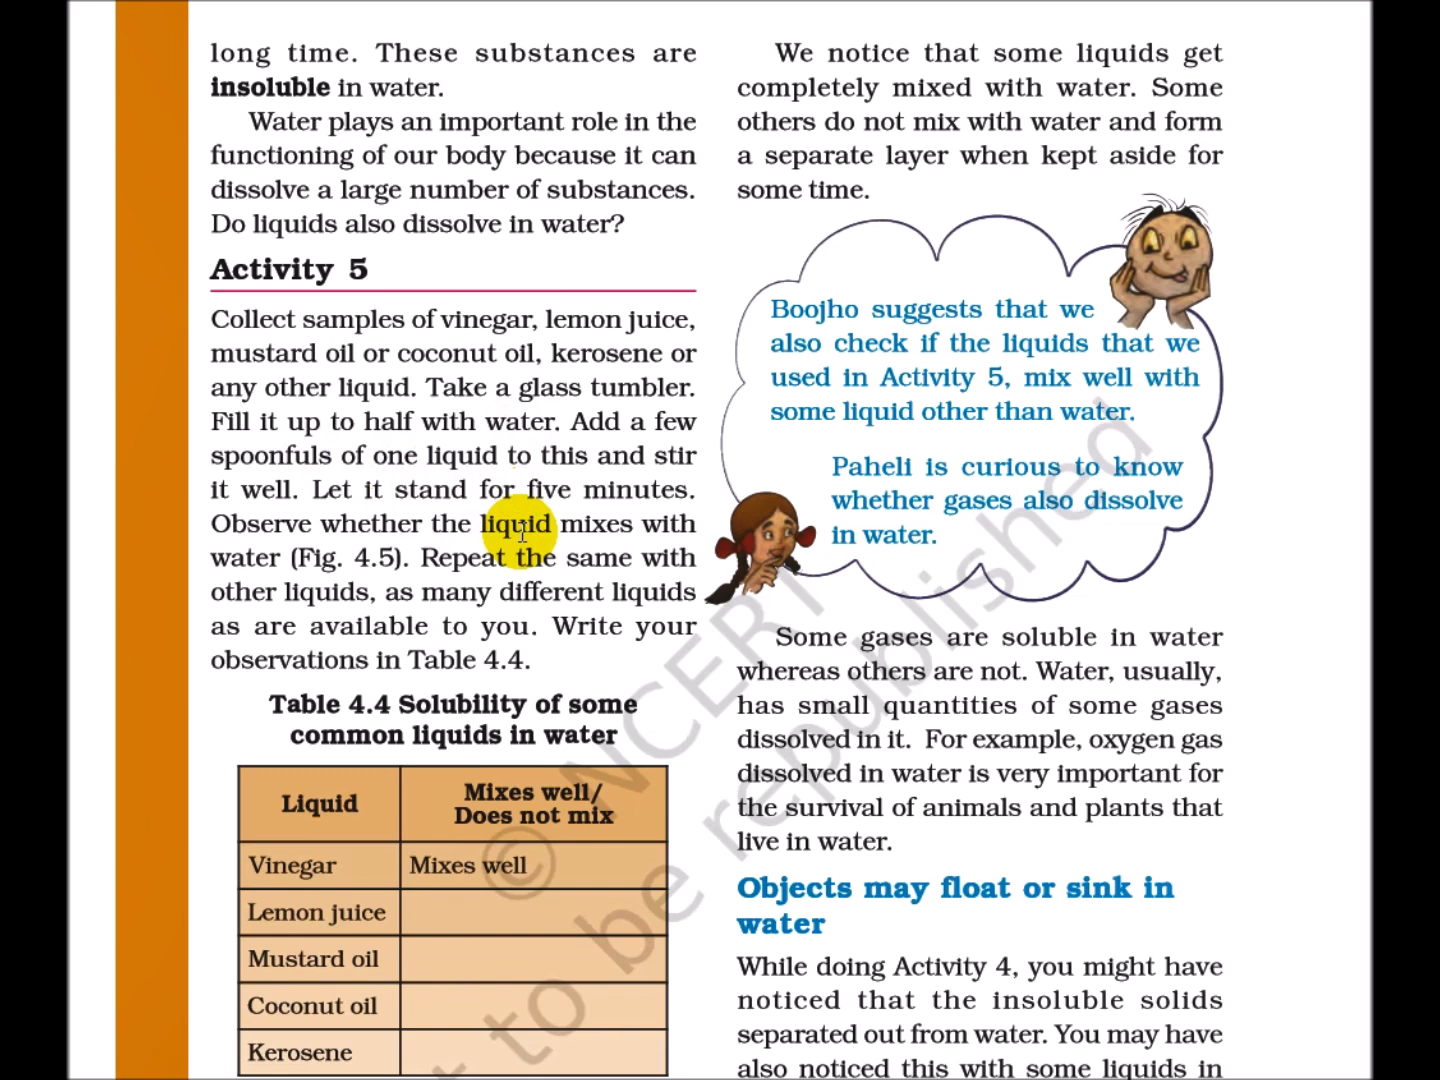 long time. These substances are
insoluble in water.
Water plays an important role in the
functioning of our body because it can
dissolve a large number of substances.
Do liquids also dissolve in water?
Activity 5
Collect samples of vinegar, lemon juice,
mustard oil or coconut oil, kerosene or
any other liquid. Take a glass tumbler.
Fill it up to half with water. Add a few
spoonfuls of one liquid to this and stir
it well. Let it stand for five minutes.
Observe whether the liquid mixes with
water (Fig. 4.5). Repeat the same with
other liquids, as many different liquids
as are available to you. Write your
observations in Table 4.4.
Table 4.4 Solubility of some
common liquids in water
Liquid
Mixes well/
Does not mix
Vinegar
Mixes well
Lemon juice
Mustard oil
Coconut oil
Kerosene
We notice that some liquids get
completely mixed with water. Some
others do not mix with water and form
a separate layer when kept aside for
some time.
Boojho suggests that we
also check if the liquids that we
used in Activity 5, mix well with
some liquid other than water.
Paheli is curious to know
whether gases also dissolve
in water.
Some gases are soluble in water
whereas others are not. Water, usually,
has small quantities of some gases
dissolved in it. For example, oxygen gas
dissolved in water is very important for
the survival of animals and plants that
live in water.
Objects may float or sink in
water
While doing Activity 4, you might have
noticed that the insoluble solids
separated out from water. You may have
also noticed this with some liquids in
© NCERT
to be republished